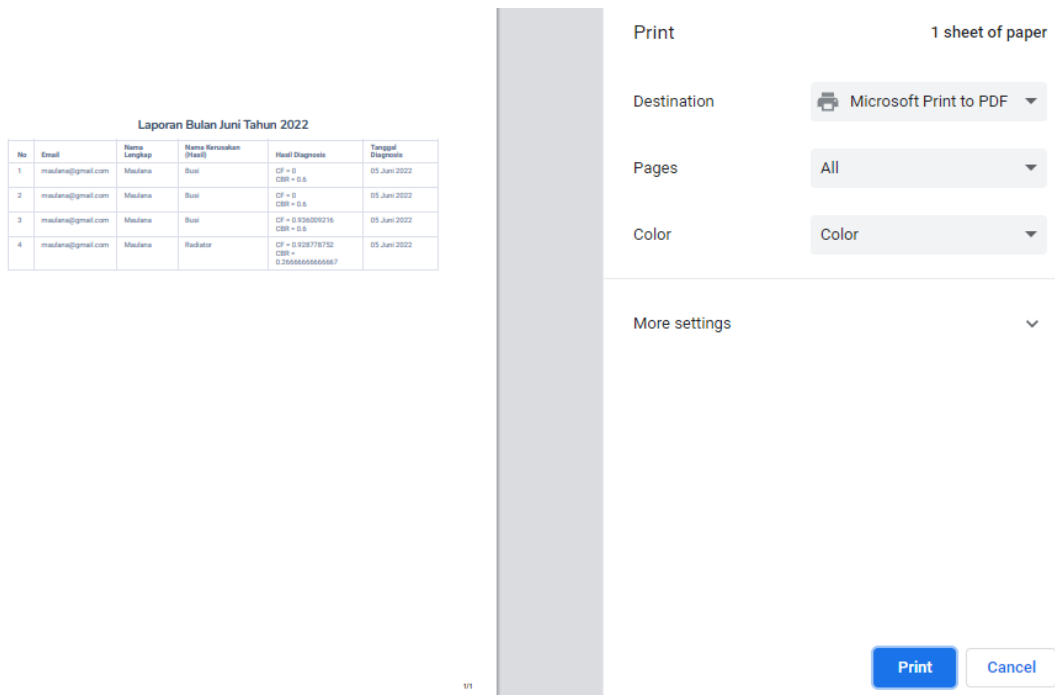 Laporan Bulan Juni Tahun 2022
No Email Nama Lengkap Nama Kerusakan (Hasil) Hasil Diagnosis Tanggal Diagnosis
1 maulana@gmail.com Maulana Busi CF = 0 05 Juni 2022
CBR = 0.6
2 maulana@gmail.com Maulana Busi CF = 0 05 Juni 2022
CBR = 0.6
3 maulana@gmail.com Maulana Busi CF = 0.936009216 05 Juni 2022
CBR = 0.6
4 maulana@gmail.com Maulana Radiator CF = 0.928778752 05 Juni 2022
CBR =
0.26666666666667
1/1
Print 1 sheet of paper
Destination Microsoft Print to PDF
Pages All
Color Color
More settings
Print Cancel